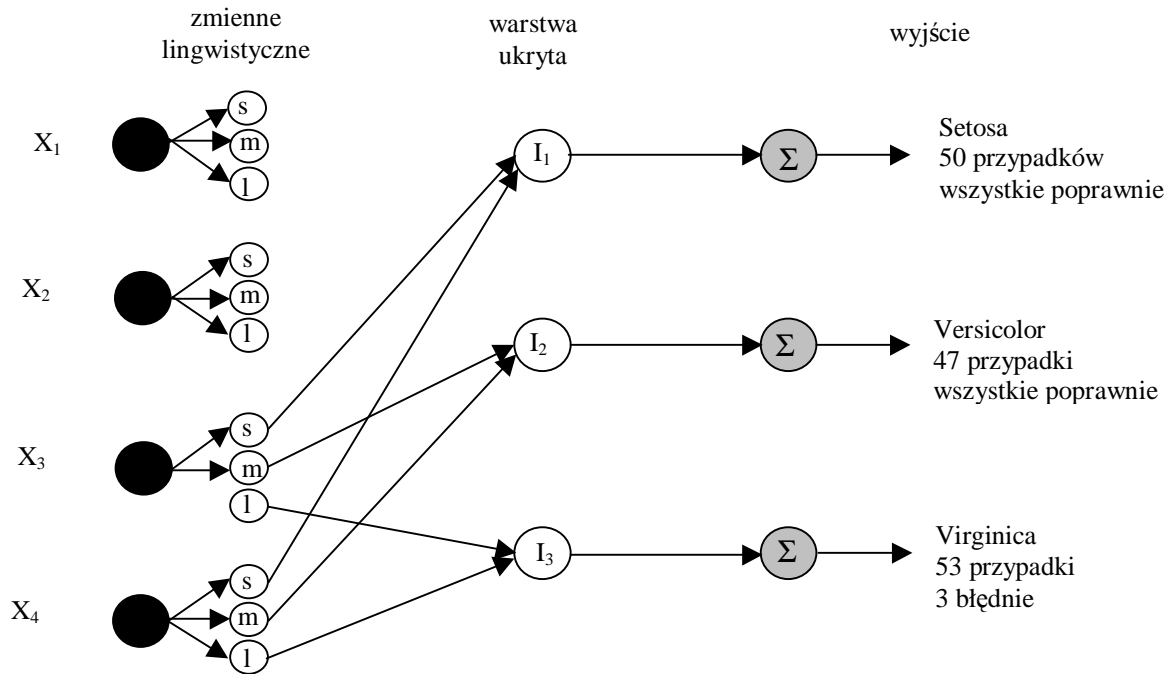 zmienne
lingwistyczne
warstwa
ukryta
wyjście
X₁
s
m
l
I₁
Σ
Setosa
50 przypadków
wszystkie poprawnie
X₂
s
m
l
I₂
Σ
Versicolor
47 przypadki
wszystkie poprawnie
X₃
s
m
l
I₃
Σ
Virginica
53 przypadki
3 błędnie
X₄
s
m
l